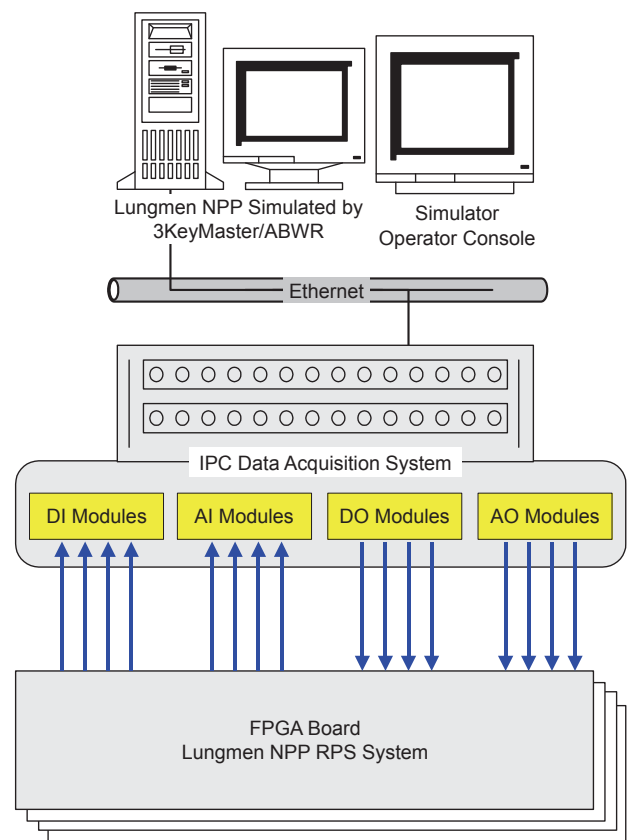 Lungmen NPP Simulated by
3KeyMaster/ABWR
Simulator
Operator Console
Ethernet
IPC Data Acquisition System
DI Modules
AI Modules
DO Modules
AO Modules
FPGA Board
Lungmen NPP RPS System